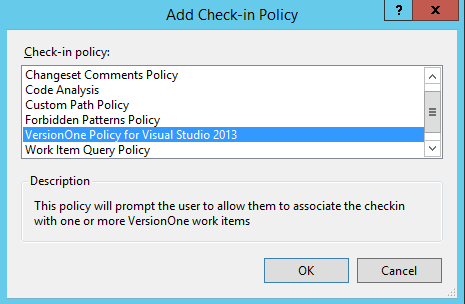 Add Check-in Policy
?
x
Check-in policy:
Changeset Comments Policy
Code Analysis
Custom Path Policy
Forbidden Patterns Policy
VersionOne Policy for Visual Studio 2013
Work Item Query Policy
Description
This policy will prompt the user to allow them to associate the checkin
with one or more VersionOne work items
OK
Cancel